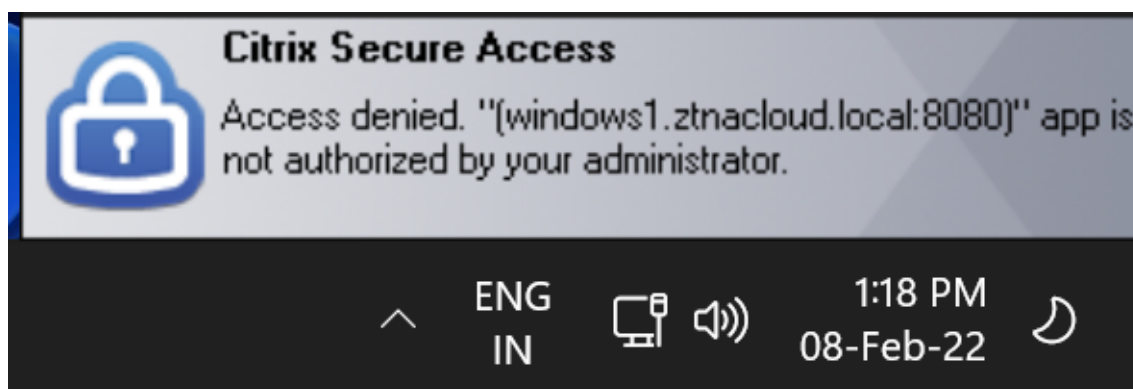 Citrix Secure Access
Access denied. "(windows1.ztnacloud.local:8080)" app is
not authorized by your administrator.
ENG
IN
1:18 PM
08-Feb-22